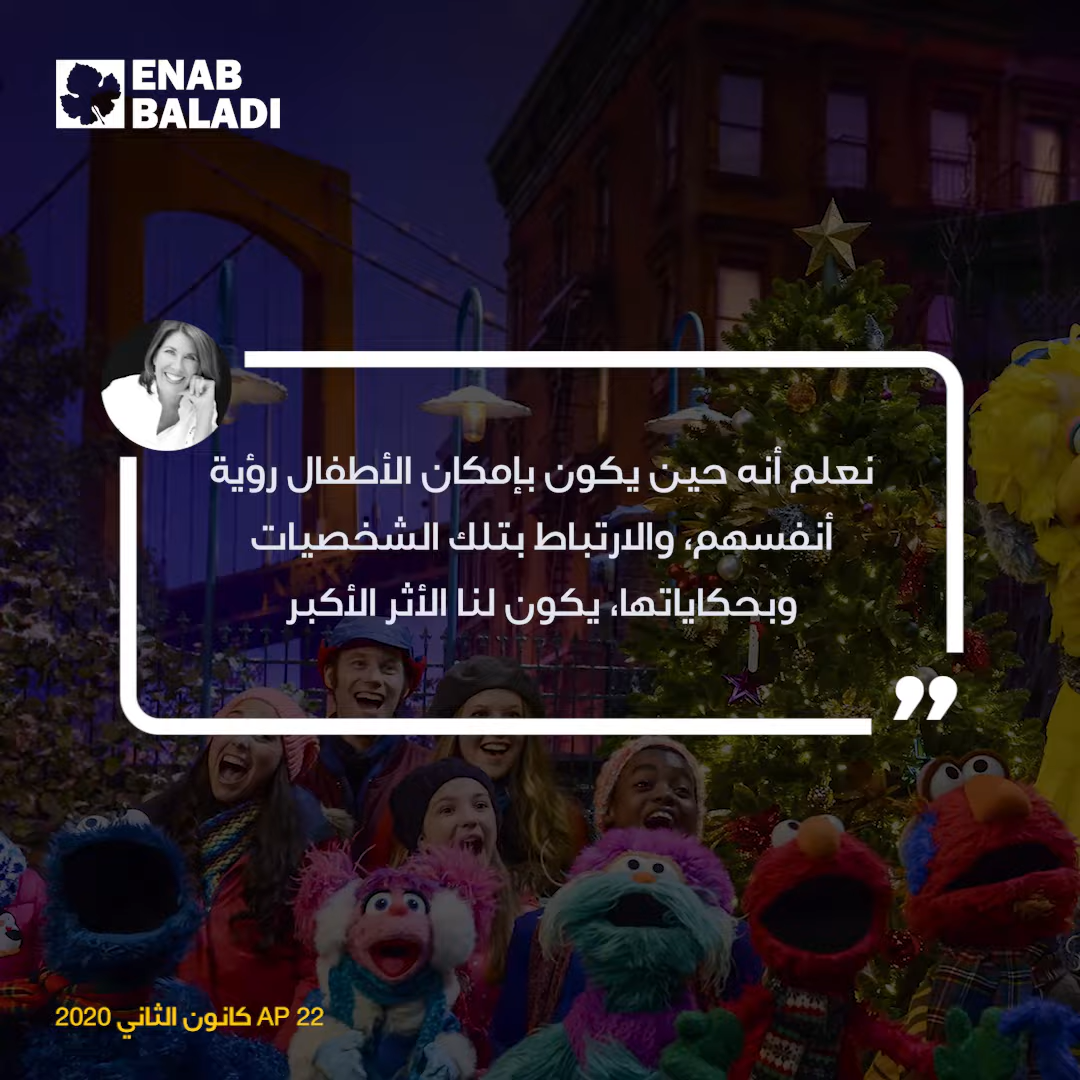 ENAB
BALADI
نعلم أنه حين يكون بإمكان الأطفال رؤية
أنفسهم، والارتباط بتلك الشخصيات
وبحكاياتها، يكون لنا الأثر الأكبر
”
AP 22 كانون الثاني 2020